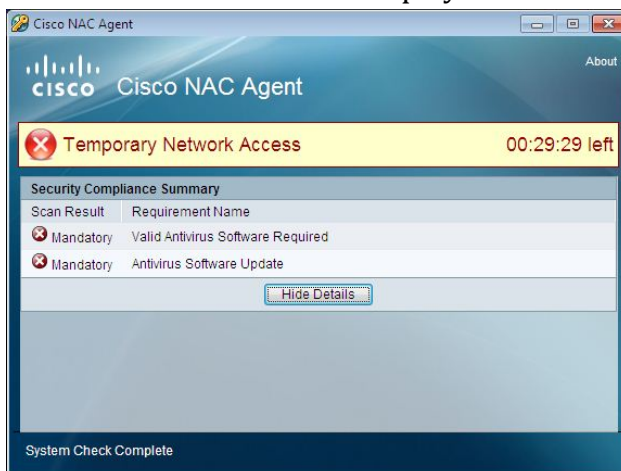 Cisco NAC Agent
About
CISCO Cisco NAC Agent
Temporary Network Access 00:29:29 left
Security Compliance Summary
Scan Result Requirement Name
Mandatory Valid Antivirus Software Required
Mandatory Antivirus Software Update
Hide Details
System Check Complete